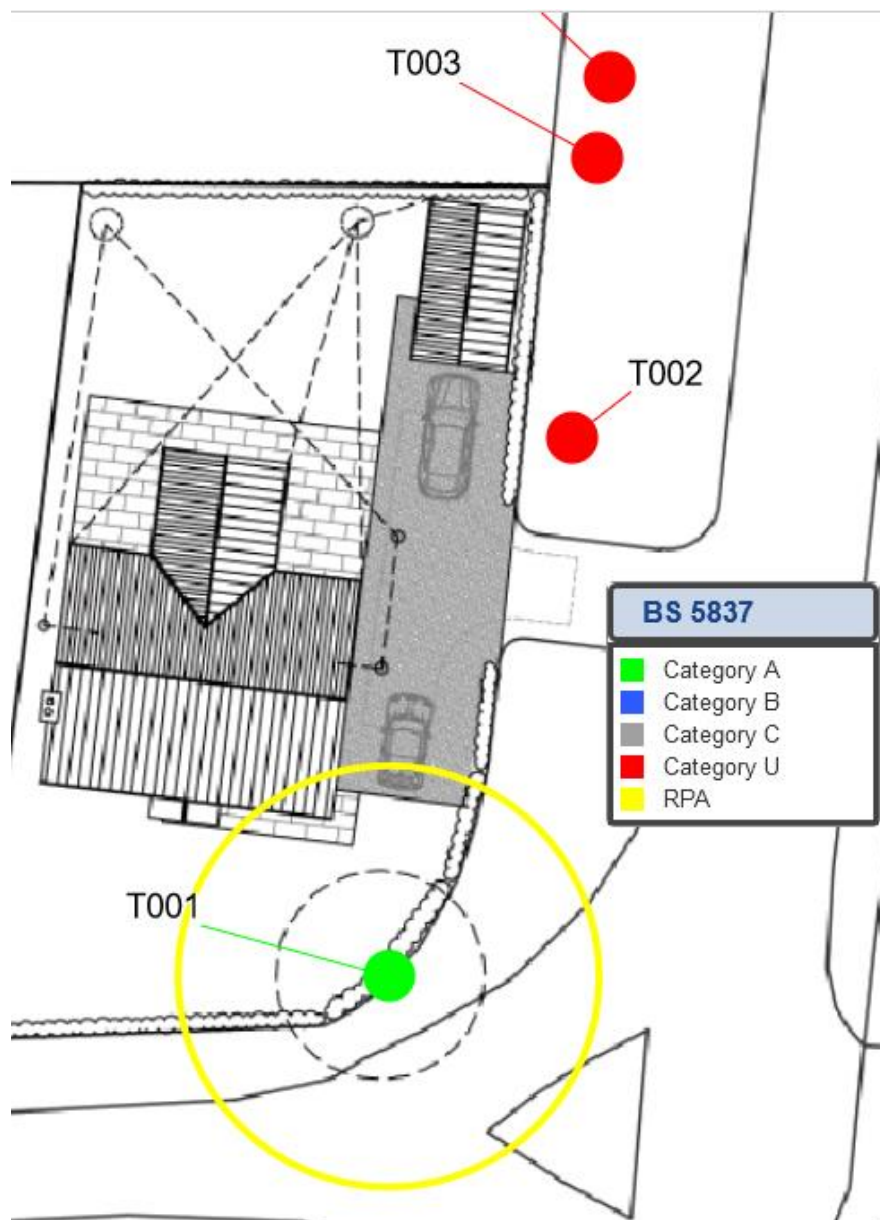 T003
T002
BS 5837
Category A
Category B
Category C
Category U
RPA
T001